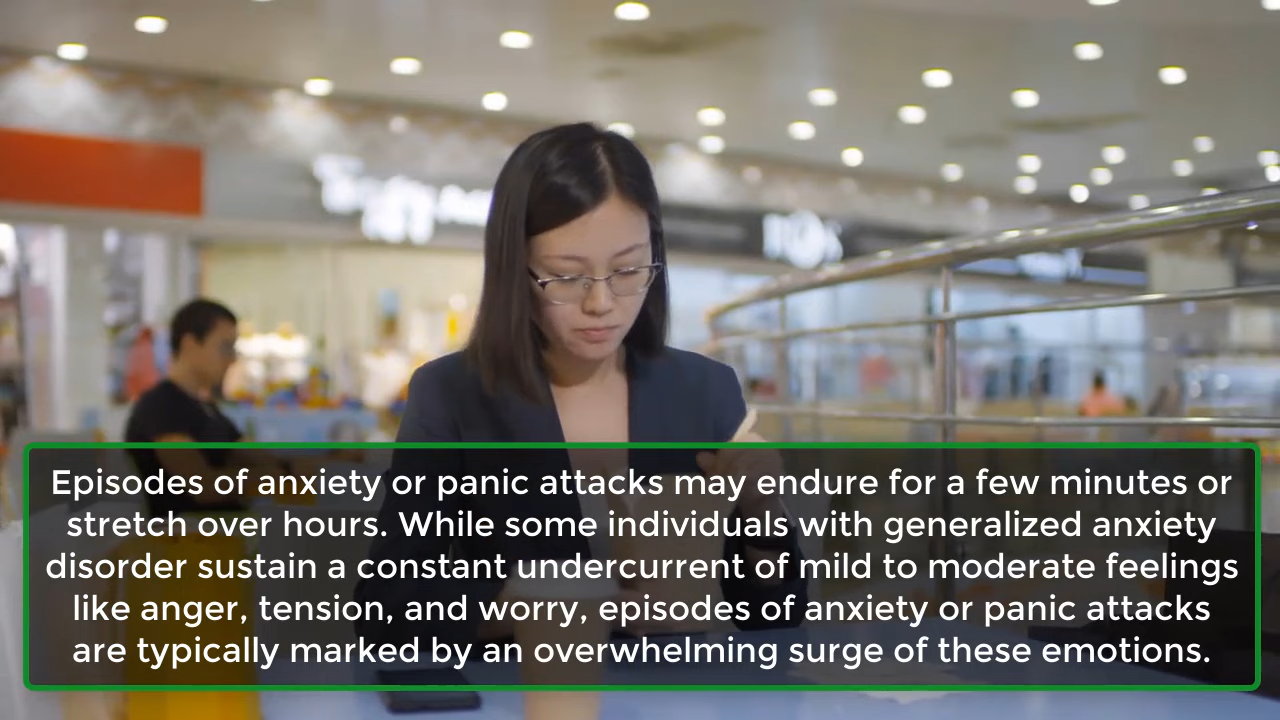 Episodes of anxiety or panic attacks may endure for a few minutes or
stretch over hours. While some individuals with generalized anxiety
disorder sustain a constant undercurrent of mild to moderate feelings
like anger, tension, and worry, episodes of anxiety or panic attacks
are typically marked by an overwhelming surge of these emotions.